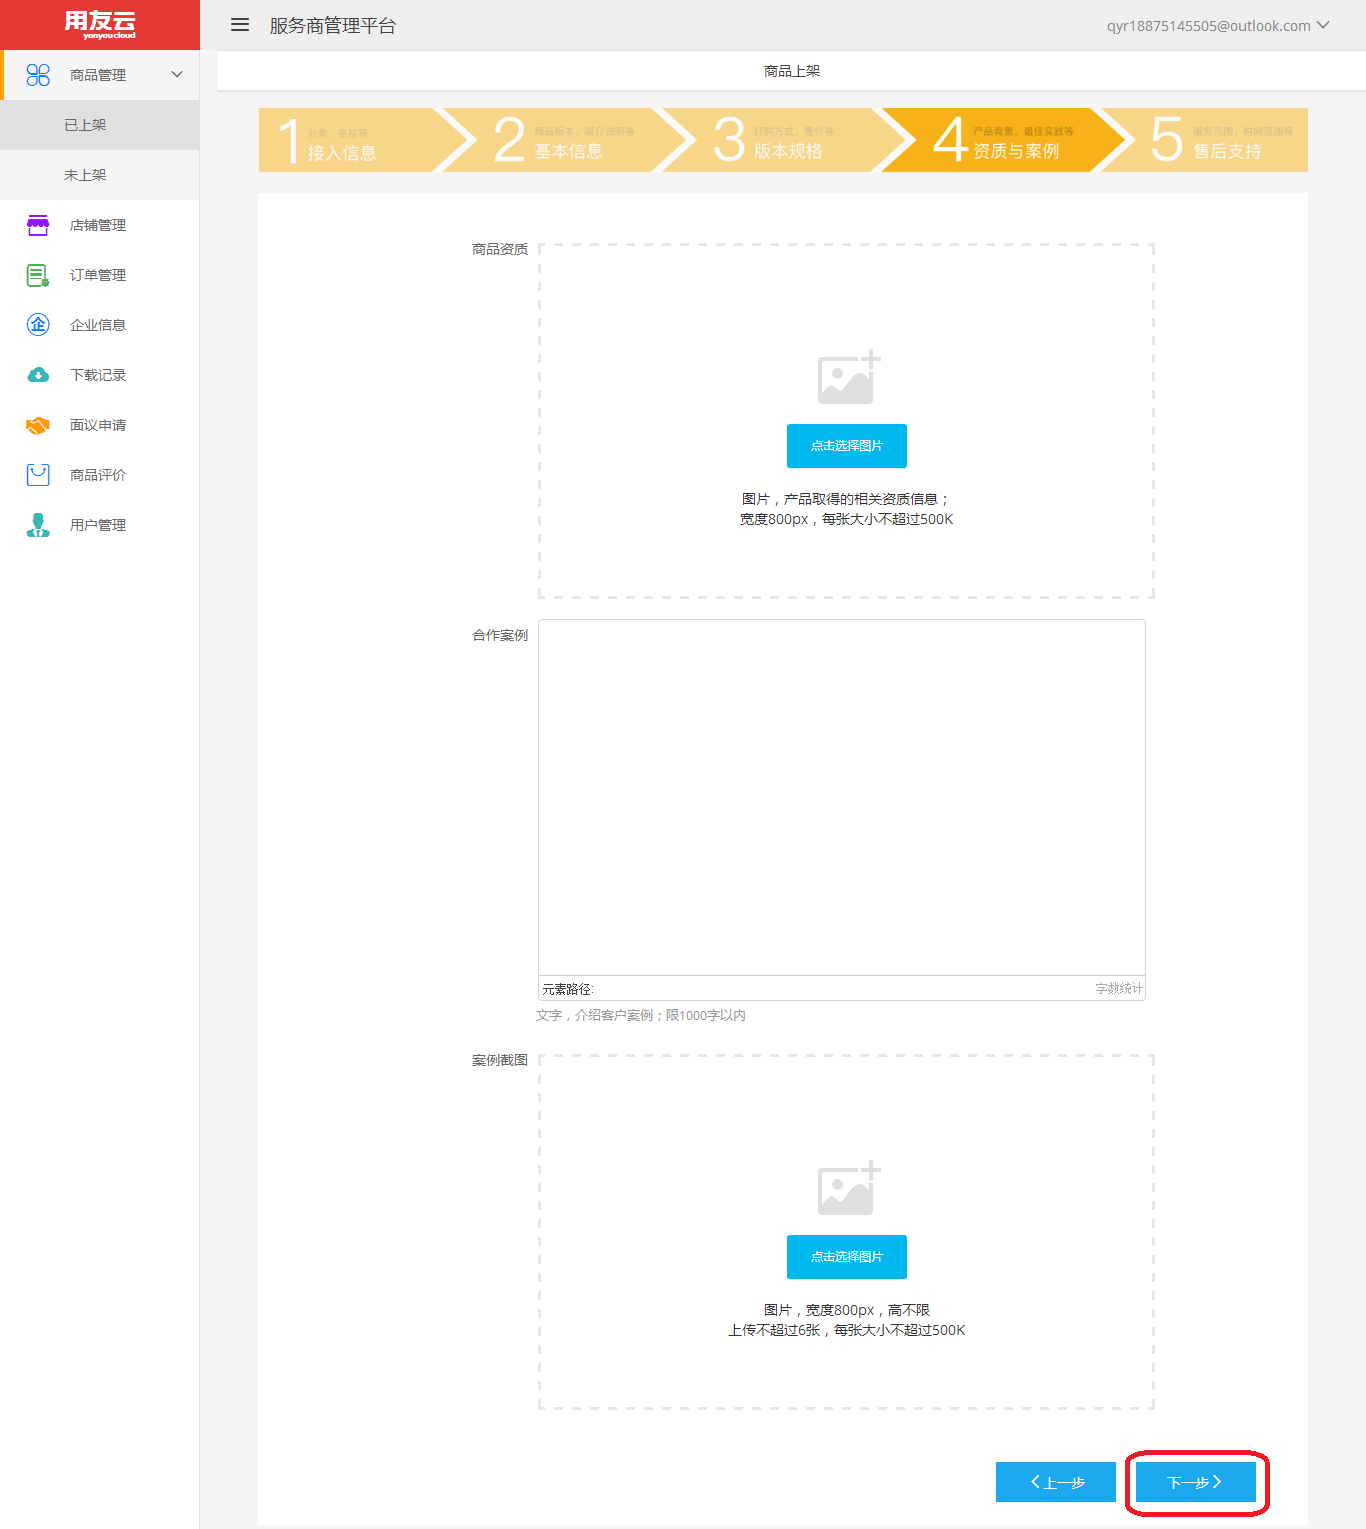 用友云
yonyoucloud
服务商管理平台
qyr18875145505@outlook.com
商品管理
已上架
未上架
店铺管理
订单管理
企业信息
下载记录
面议申请
商品评价
用户管理
商品上架
1 分类、名称等
接入信息
2 商品版本、简介说明等
基本信息
3 订购方式、售价等
版本规格
4 产品背景、最佳实践等
资质与案例
5 服务范围、时间范围等
售后支持
商品资质
点击选择图片
图片，产品取得的相关资质信息；
宽度800px，每张大小不超过500K
合作案例
元素路径:
字数统计
文字，介绍客户案例；限1000字以内
案例截图
点击选择图片
图片，宽度800px，高不限
上传不超过6张，每张大小不超过500K
上一步
下一步